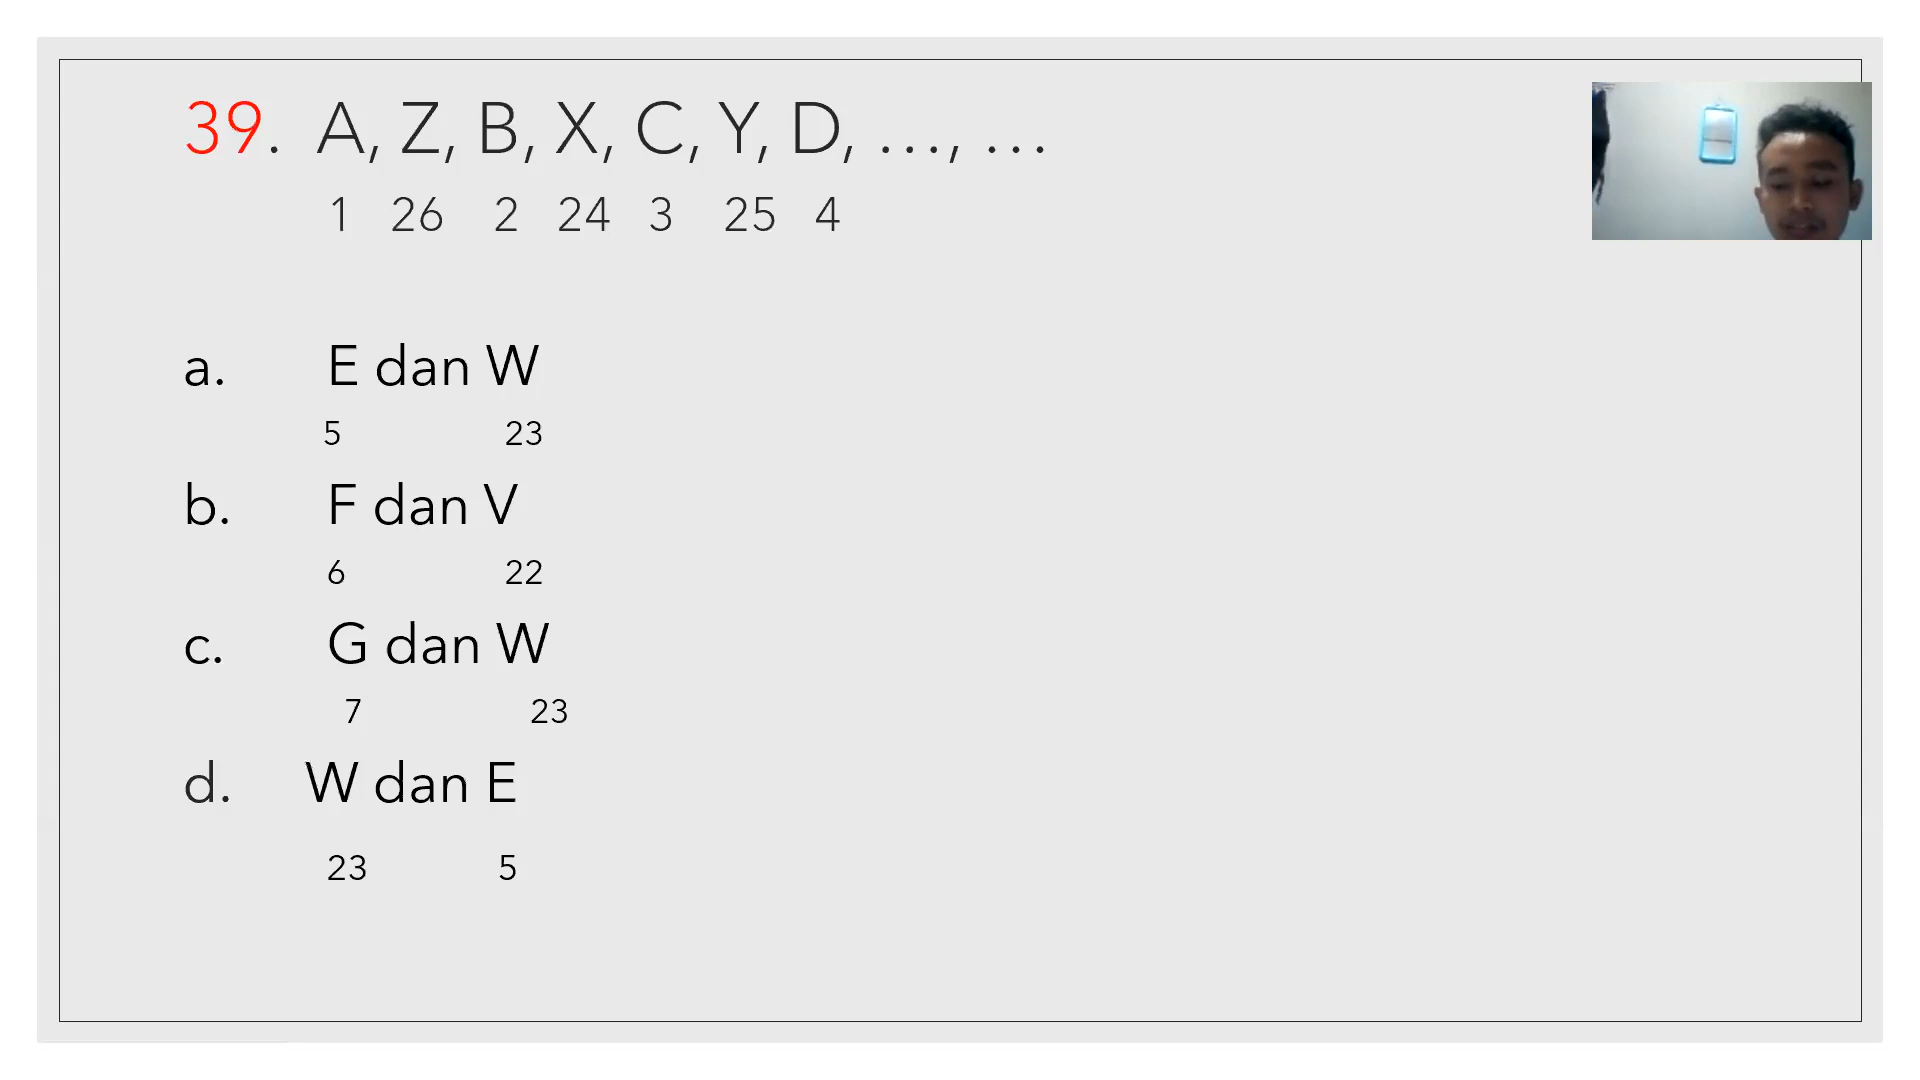 39. A, Z, B, X, C, Y, D, ..., ...
1 26 2 24 3 25 4
a. E dan W
5 23
b. F dan V
6 22
c. G dan W
7 23
d. W dan E
23 5